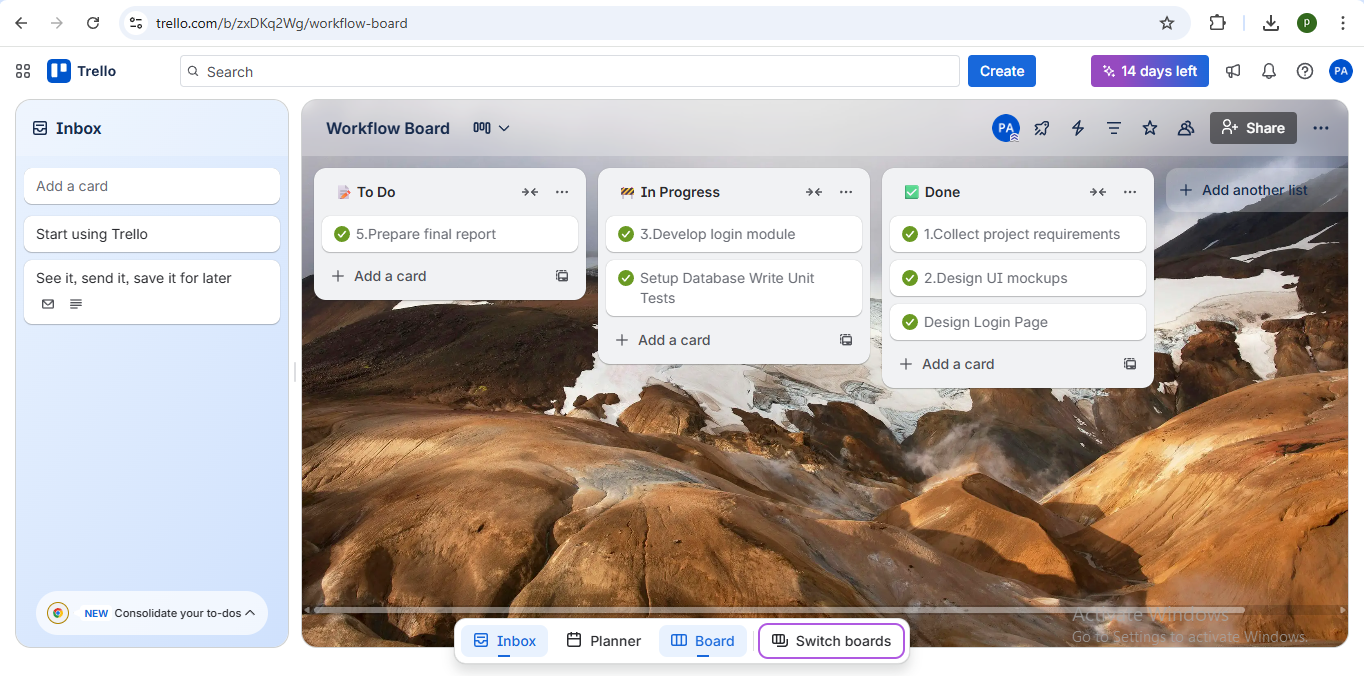 trello.com/b/zxDKq2Wg/workflow-board
p
Trello
Search
Create
14 days left
PA
Inbox
Add a card
Start using Trello
See it, send it, save it for later
NEW Consolidate your to-dos
Workflow Board
PA
Share
To Do
5.Prepare final report
Add a card
In Progress
3.Develop login module
Setup Database Write Unit
Tests
Add a card
Done
1.Collect project requirements
2.Design UI mockups
Design Login Page
Add a card
Add another list
Activate Windows
Go to Settings to activate Windows.
Inbox
Planner
Board
Switch boards